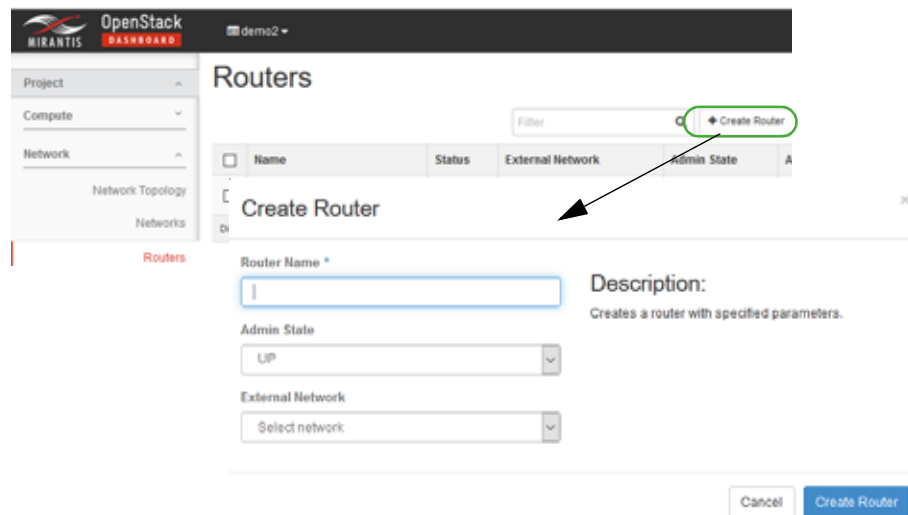 MIRANTIS
OpenStack
DASHBOARD
demo2
Project
Compute
Network
Network Topology
Networks
Routers
Routers
Filter
Create Router
Name Status External Network Admin State A
Create Router
×
Router Name *
Admin State
UP
External Network
Select network
Description:
Creates a router with specified parameters.
Cancel
Create Router